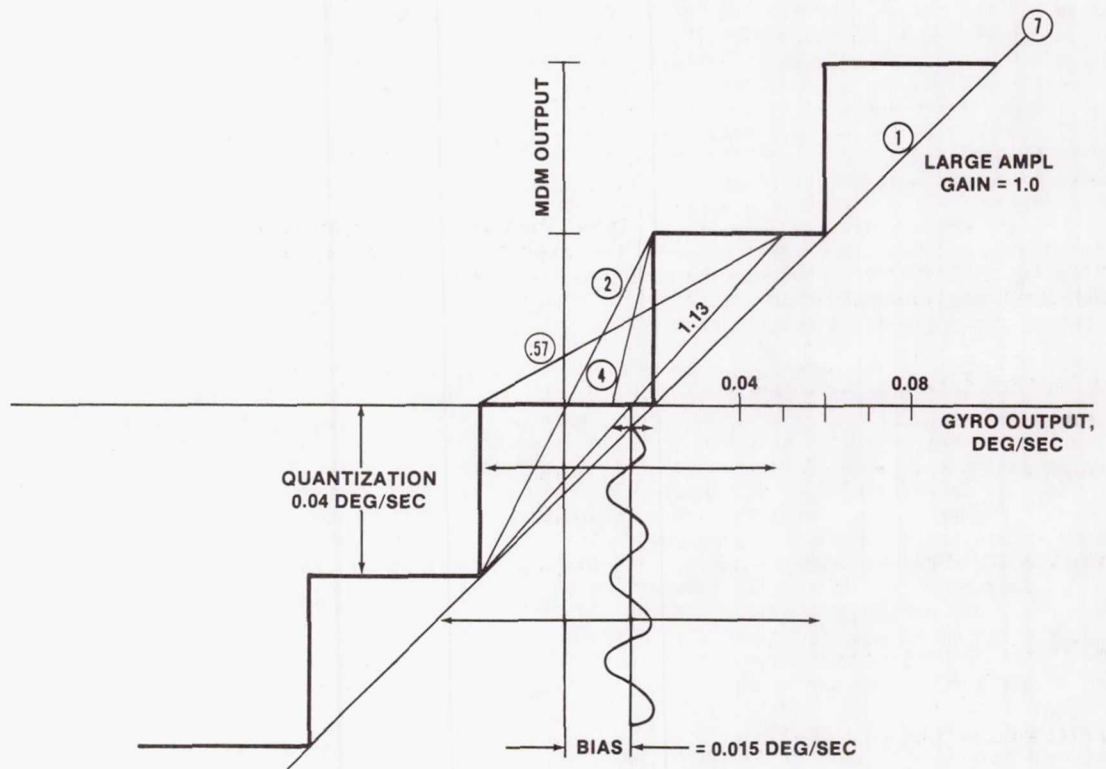 7
MDM OUTPUT
1
LARGE AMPL
GAIN = 1.0
2
1.13
.57
4
0.04
0.08
GYRO OUTPUT,
DEG/SEC
QUANTIZATION
0.04 DEG/SEC
BIAS
= 0.015 DEG/SEC